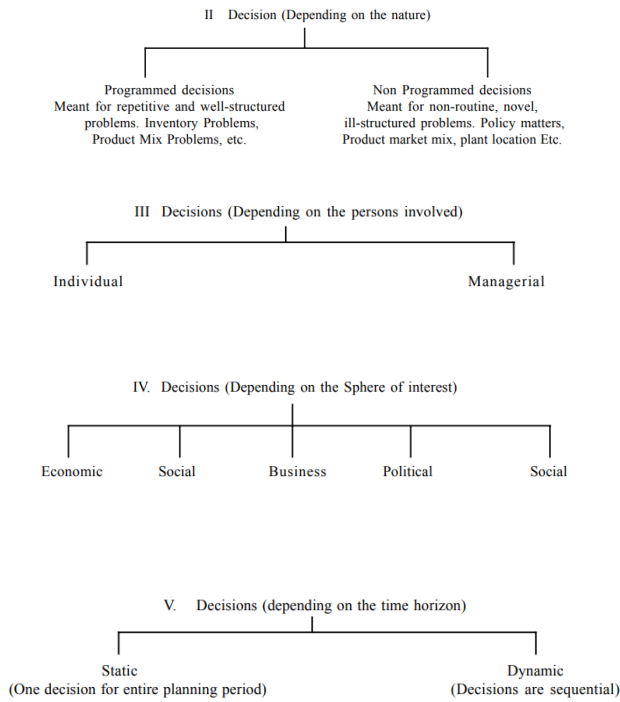 II Decision (Depending on the nature)
Programmed decisions
Meant for repetitive and well-structured
problems. Inventory Problems,
Product Mix Problems, etc.
Non Programmed decisions
Meant for non-routine, novel,
ill-structured problems. Policy matters,
Product market mix, plant location Etc.
III Decisions (Depending on the persons involved)
Individual
Managerial
IV. Decisions (Depending on the Sphere of interest)
Economic
Social
Business
Political
Social
V. Decisions (depending on the time horizon)
Static
(One decision for entire planning period)
Dynamic
(Decisions are sequential)